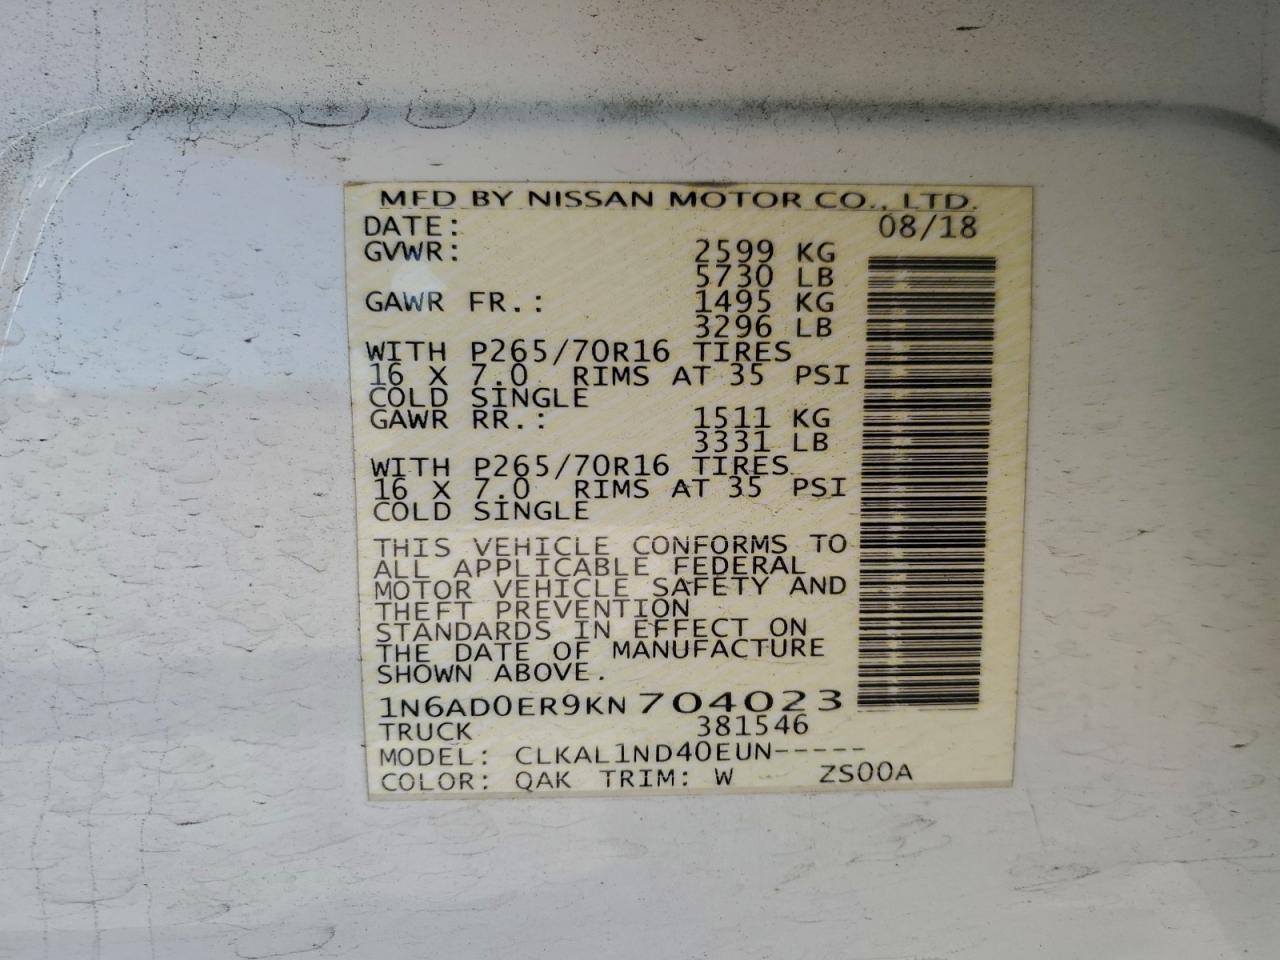 MFD BY NISSAN MOTOR CO., LTD.
DATE: 08/18
GVWR: 2599 KG
5730 LB
GAWR FR.: 1495 KG
3296 LB
WITH P265/70R16 TIRES
16 X 7.0 RIMS AT 35 PSI
COLD SINGLE
GAWR RR.: 1511 KG
3331 LB
WITH P265/70R16 TIRES
16 X 7.0 RIMS AT 35 PSI
COLD SINGLE
THIS VEHICLE CONFORMS TO
ALL APPLICABLE FEDERAL
MOTOR VEHICLE SAFETY AND
THEFT PREVENTION
STANDARDS IN EFFECT ON
THE DATE OF MANUFACTURE
SHOWN ABOVE.
1N6AD0ER9KN 704023
TRUCK 381546
MODEL: CLKAL1ND40EUN-----
COLOR: QAK TRIM: W ZS00A